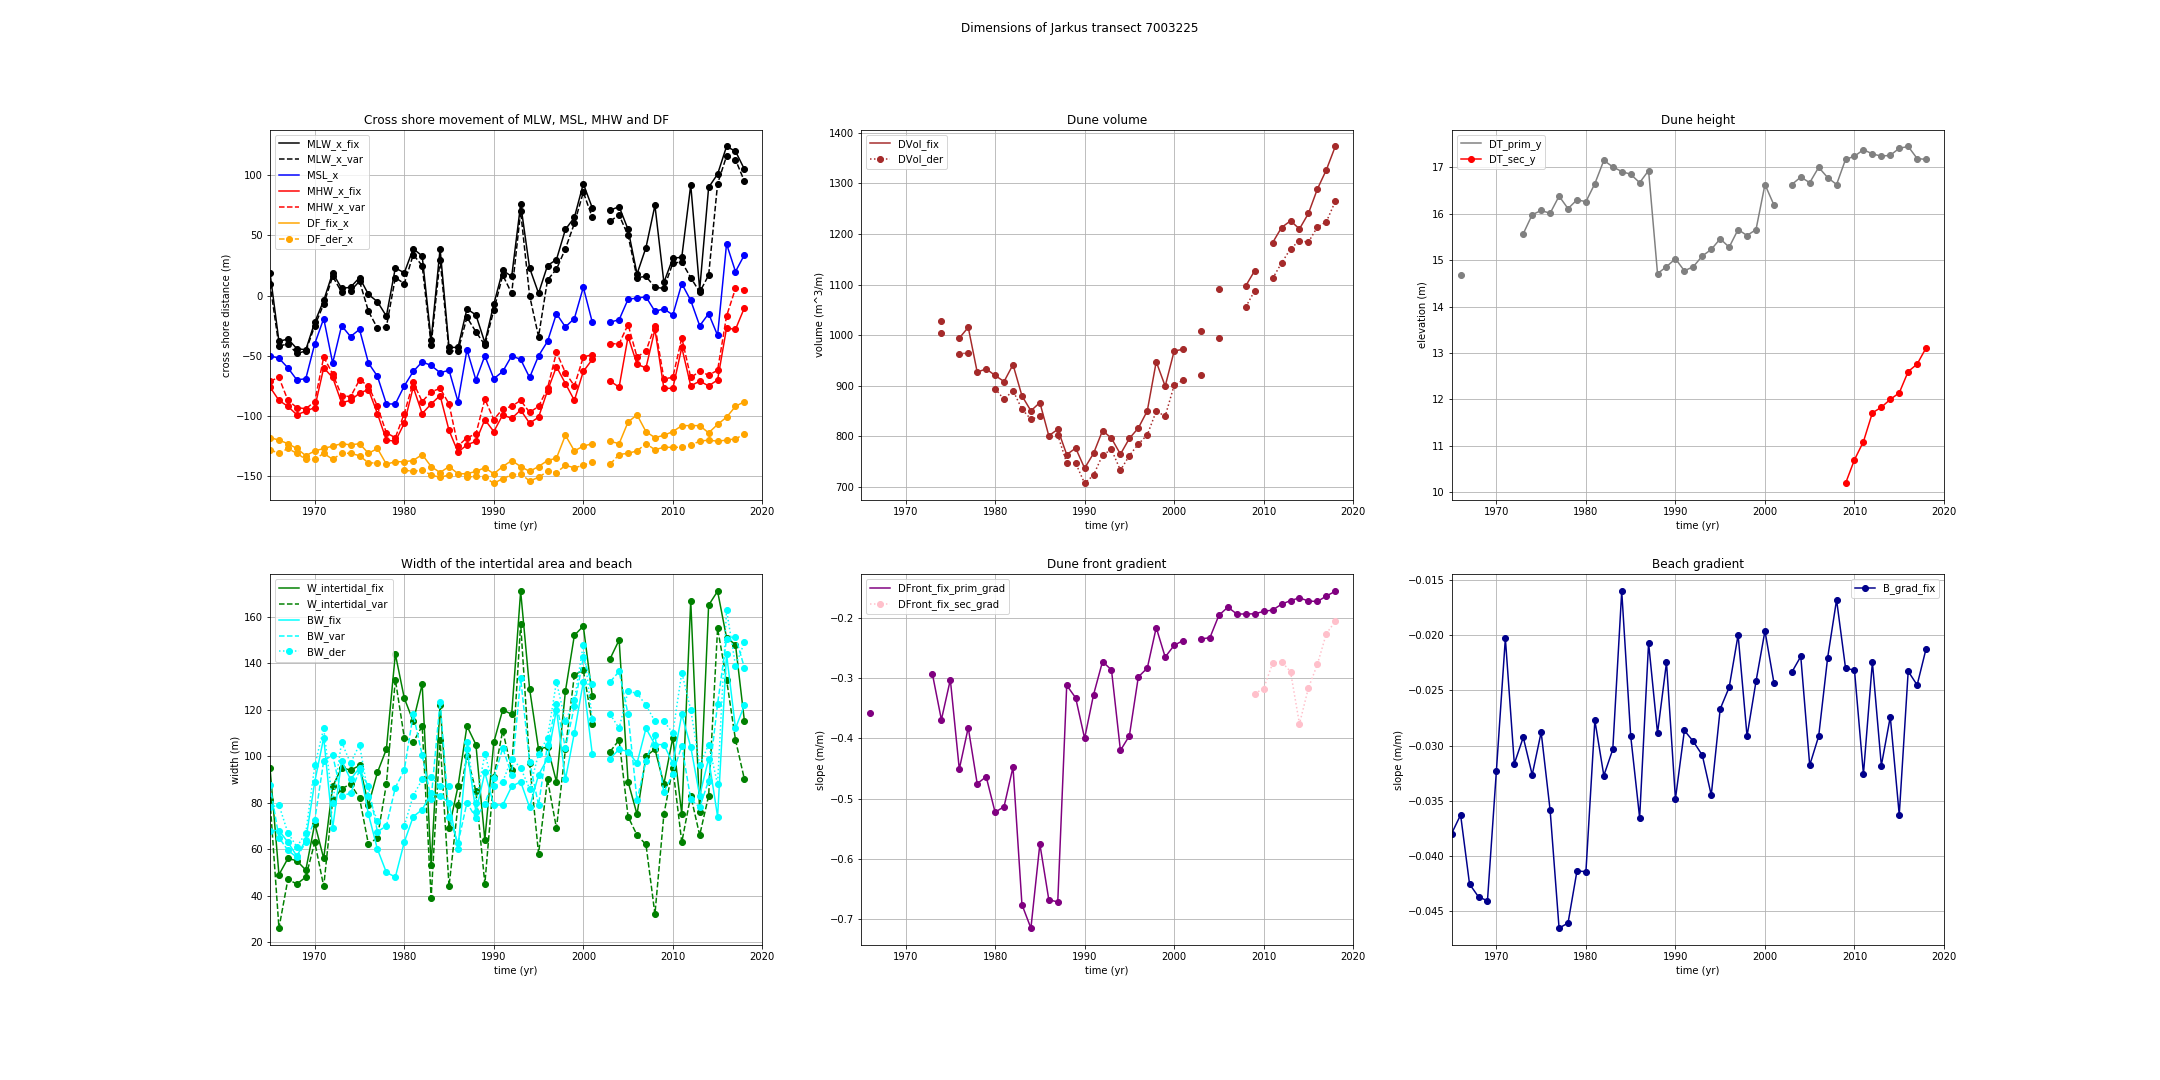 Dimensions of Jarkus transect 7003225
Cross shore movement of MLW, MSL, MHW and DF
MLW_x_fix
MLW_x_var
MSL_x
MHW_x_fix
MHW_x_var
DF_fix_x
DF_der_x
cross shore distance (m)
100
50
0
−50
−100
−150
1970
1980
1990
2000
2010
2020
time (yr)
Dune volume
DVol_fix
DVol_der
volume (m^3/m)
1400
1300
1200
1100
1000
900
800
700
1970
1980
1990
2000
2010
2020
time (yr)
Dune height
DT_prim_y
DT_sec_y
elevation (m)
17
16
15
14
13
12
11
10
1970
1980
1990
2000
2010
2020
time (yr)
Width of the intertidal area and beach
W_intertidal_fix
W_intertidal_var
BW_fix
BW_var
BW_der
width (m)
160
140
120
100
80
60
40
20
1970
1980
1990
2000
2010
2020
time (yr)
Dune front gradient
DFront_fix_prim_grad
DFront_fix_sec_grad
slope (m/m)
−0.2
−0.3
−0.4
−0.5
−0.6
−0.7
1970
1980
1990
2000
2010
2020
time (yr)
Beach gradient
B_grad_fix
slope (m/m)
−0.015
−0.020
−0.025
−0.030
−0.035
−0.040
−0.045
1970
1980
1990
2000
2010
2020
time (yr)